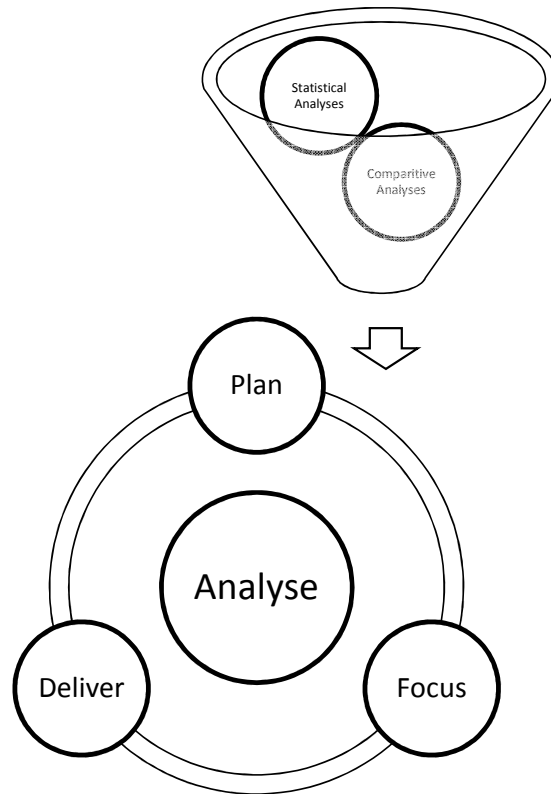 Statistical
Analyses
Comparitive
Analyses
Plan
Analyse
Deliver
Focus